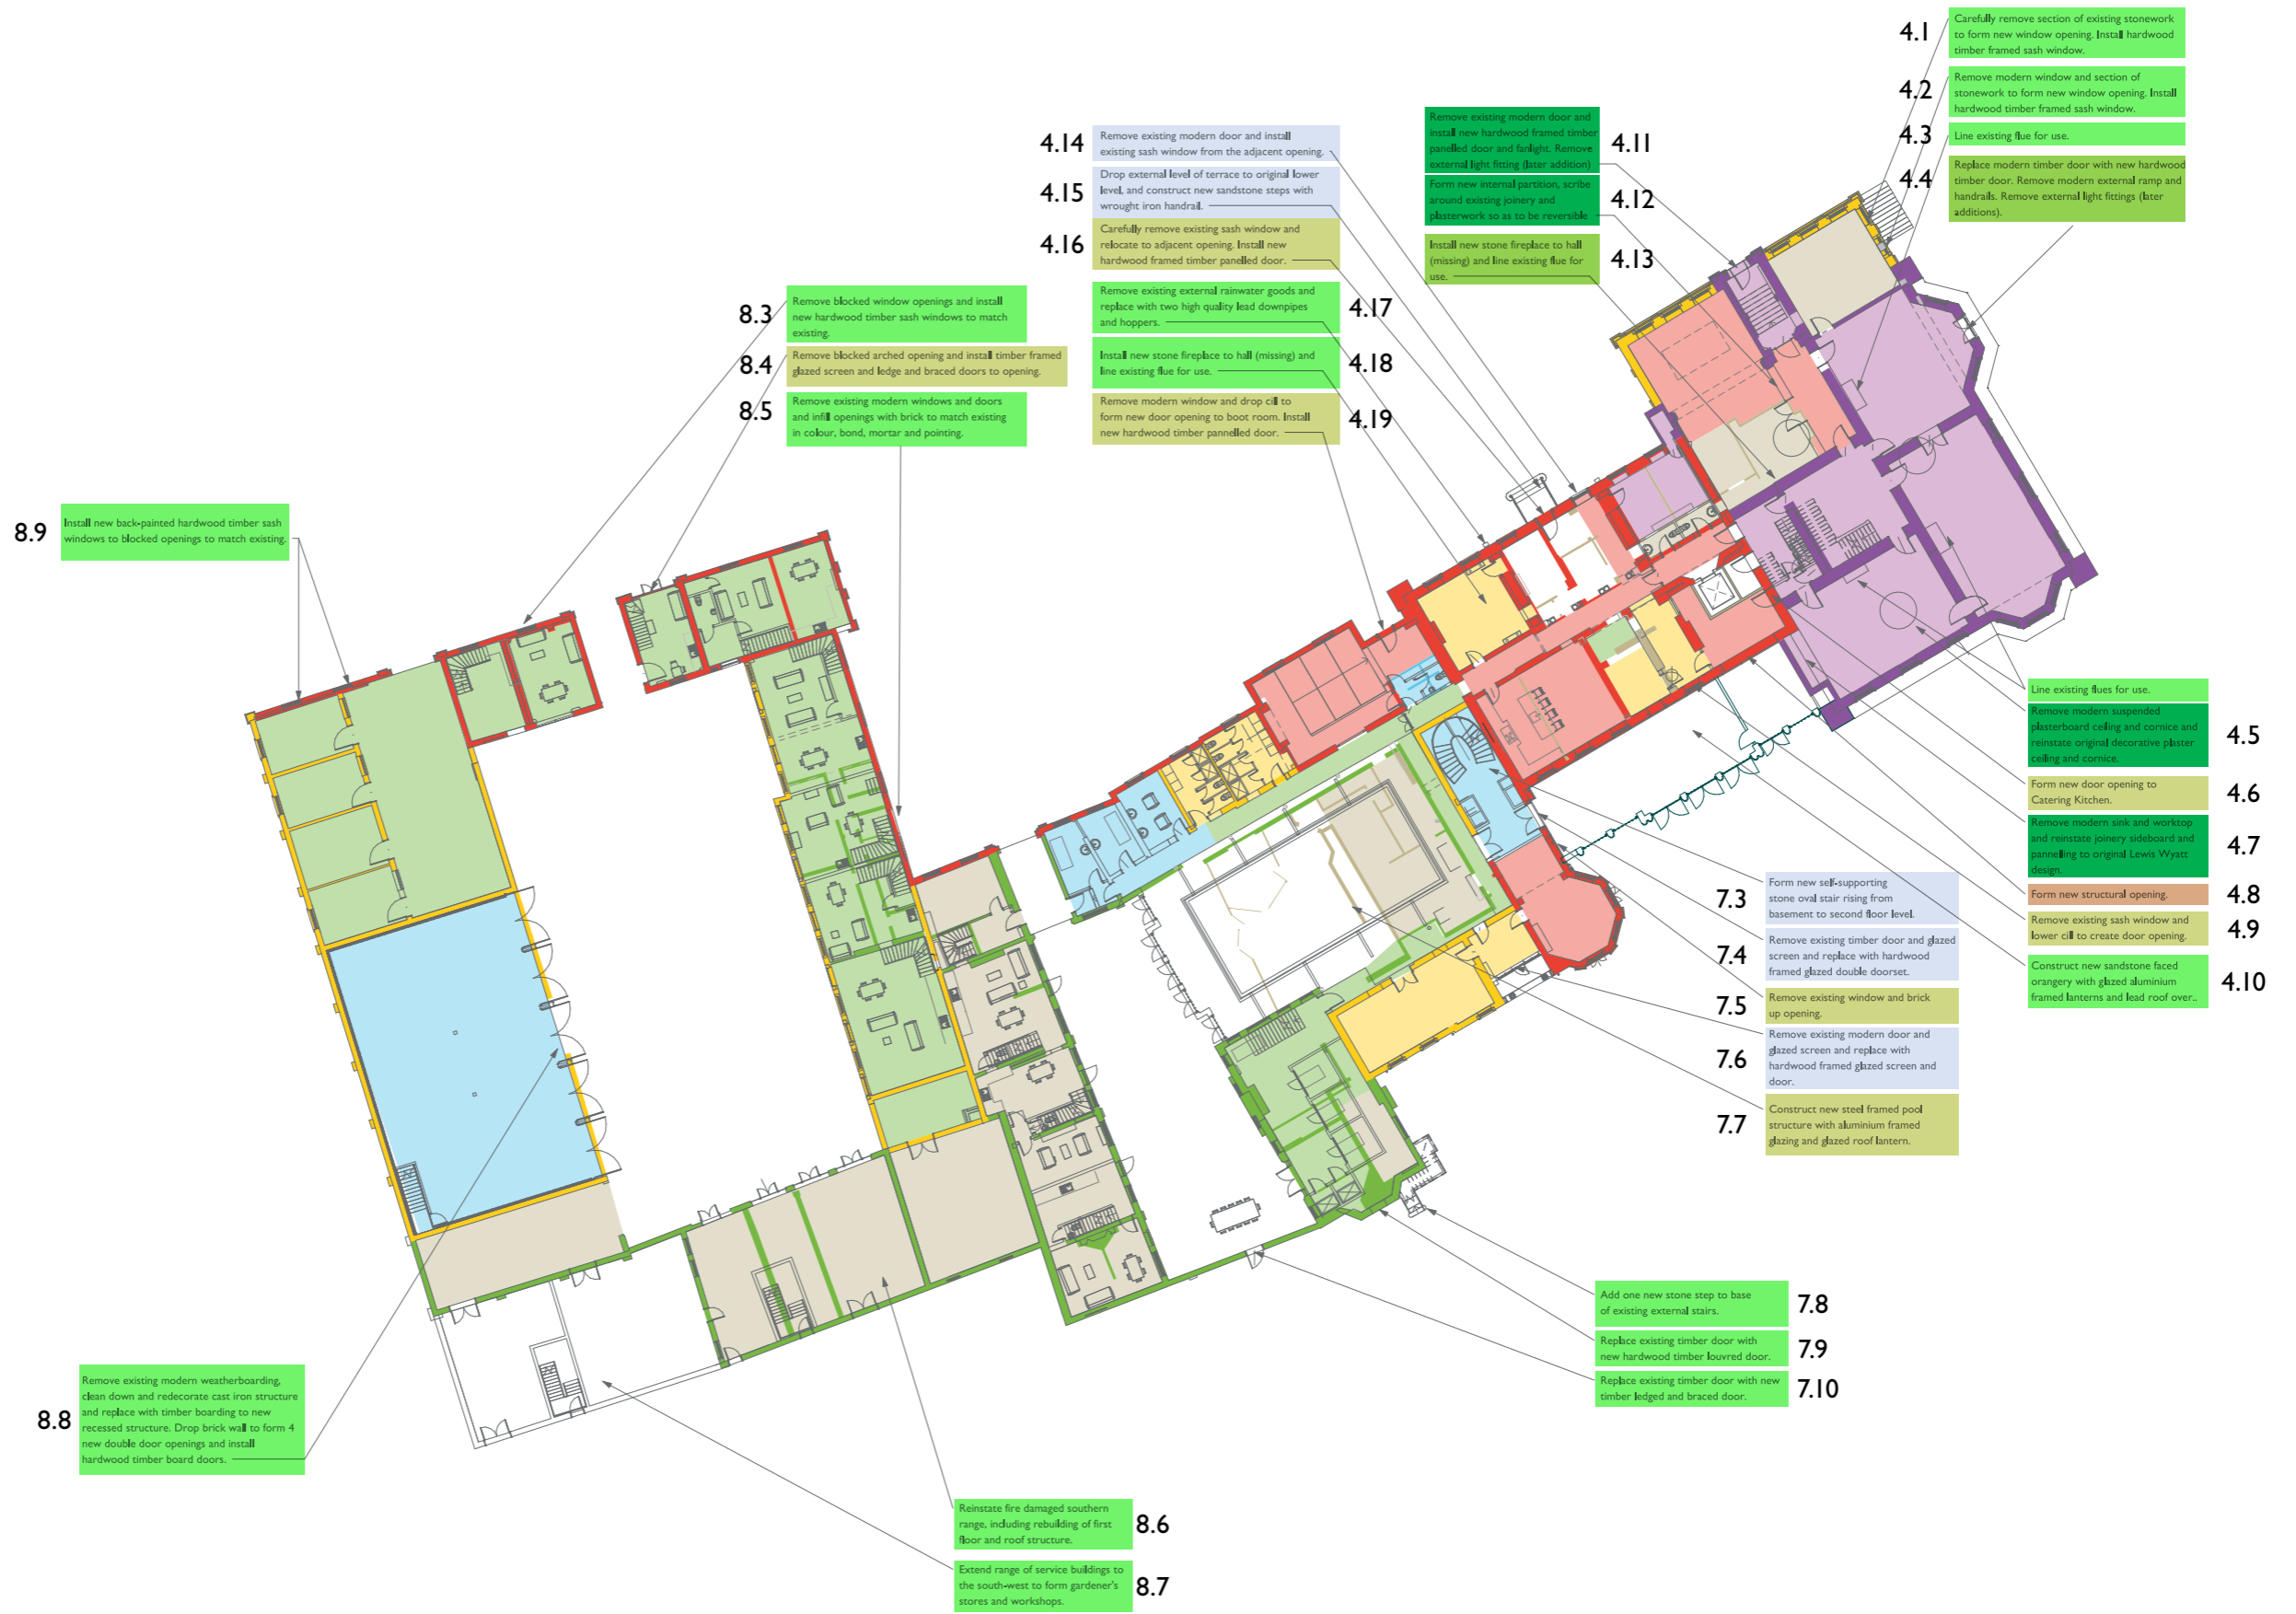 4.1
Carefully remove section of existing stonework
to form new window opening. Install hardwood
timber framed sash window.
4.2
Remove modern window and section of
stonework to form new window opening. Install
hardwood timber framed sash window.
4.3
Line existing flue for use.
4.4
Replace modern timber door with new hardwood
timber door. Remove modern external ramp and
handrails. Remove external light fittings (later
additions).
4.11
Remove existing modern door and
install new hardwood framed timber
panelled door and fanlight. Remove
external light fitting (later addition)
4.12
Form new internal partition, scribe
around existing joinery and
plasterwork so as to be reversible
4.13
Install new stone fireplace to hall
(missing) and line existing flue for
use.
4.14
Remove existing modern door and install
existing sash window from the adjacent opening.
4.15
Drop external level of terrace to original lower
level, and construct new sandstone steps with
wrought iron handrail.
4.16
Carefully remove existing sash window and
relocate to adjacent opening. Install new
hardwood framed timber panelled door.
4.17
Remove existing external rainwater goods and
replace with two high quality lead downpipes
and hoppers.
4.18
Install new stone fireplace to hall (missing) and
line existing flue for use.
4.19
Remove modern window and drop cill to
form new door opening to boot room. Install
new hardwood timber pannelled door.
8.3
Remove blocked window openings and install
new hardwood timber sash windows to match
existing.
8.4
Remove blocked arched opening and install timber framed
glazed screen and ledge and braced doors to opening.
8.5
Remove existing modern windows and doors
and infill openings with brick to match existing
in colour, bond, mortar and pointing.
8.9
Install new back-painted hardwood timber sash
windows to blocked openings to match existing.
Line existing flues for use.
4.5
Remove modern suspended
plasterboard ceiling and cornice and
reinstate original decorative plaster
ceiling and cornice.
4.6
Form new door opening to
Catering Kitchen.
4.7
Remove modern sink and worktop
and reinstate joinery sideboard and
pannelling to original Lewis Wyatt
design.
4.8
Form new structural opening.
4.9
Remove existing sash window and
lower cill to create door opening.
4.10
Construct new sandstone faced
orangery with glazed aluminium
framed lanterns and lead roof over..
7.3
Form new self-supporting
stone oval stair rising from
basement to second floor level.
7.4
Remove existing timber door and glazed
screen and replace with hardwood
framed glazed double doorset.
7.5
Remove existing window and brick
up opening.
7.6
Remove existing modern door and
glazed screen and replace with
hardwood framed glazed screen and
door.
7.7
Construct new steel framed pool
structure with aluminium framed
glazing and glazed roof lantern.
7.8
Add one new stone step to base
of existing external stairs.
7.9
Replace existing timber door with
new hardwood timber louvred door.
7.10
Replace existing timber door with new
timber ledged and braced door.
8.8
Remove existing modern weatherboarding,
clean down and redecorate cast iron structure
and replace with timber boarding to new
recessed structure. Drop brick wall to form 4
new double door openings and install
hardwood timber board doors.
8.6
Reinstate fire damaged southern
range, including rebuilding of first
floor and roof structure.
8.7
Extend range of service buildings to
the south-west to form gardener's
stores and workshops.